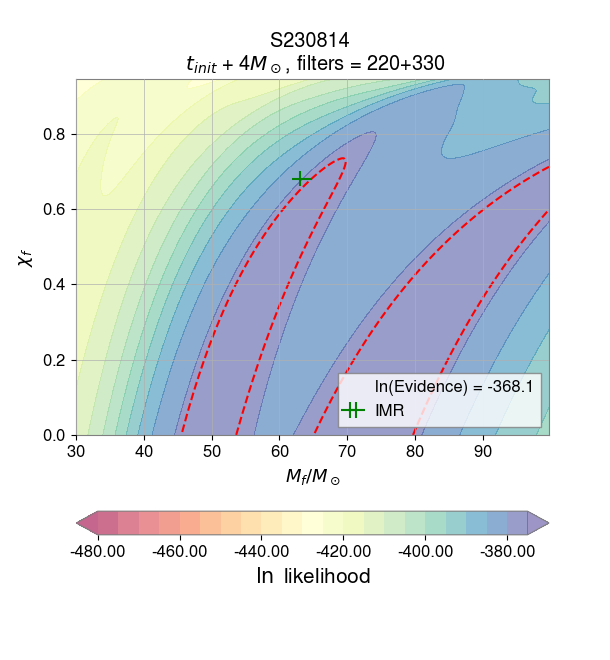 S230814
t_init + 4M_⊙, filters = 220+330
χ_f
0.8
0.6
0.4
0.2
0.0
ln(Evidence) = -368.1
IMR
30 40 50 60 70 80 90
M_f/M_⊙
-480.00 -460.00 -440.00 -420.00 -400.00 -380.00
ln likelihood